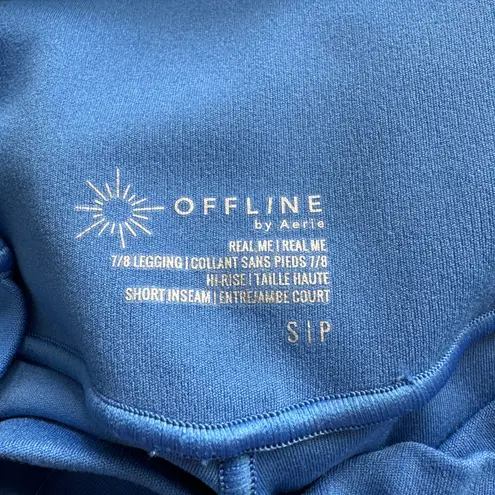 OFFLINE
by Aerie
REAL ME | REAL ME
7/8 LEGGING | COLLANT SANS PIEDS 7/8
HI-RISE | TAILLE HAUTE
SHORT INSEAM | ENTREJAMBE COURT
S | P